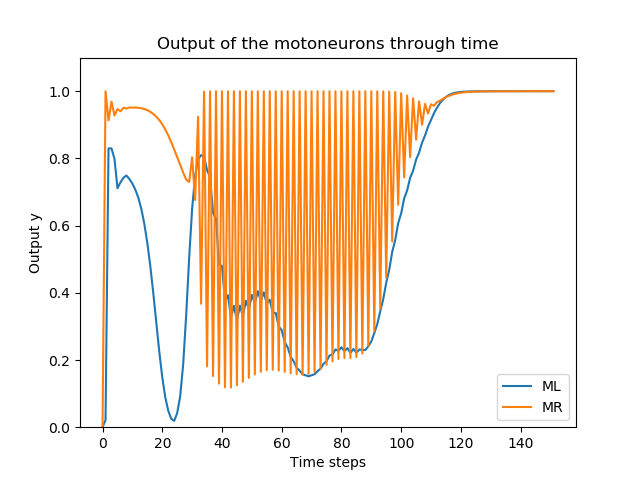 Output of the motoneurons through time
Output y
1.0
0.8
0.6
0.4
0.2
0.0
0 20 40 60 80 100 120 140
Time steps
ML
MR